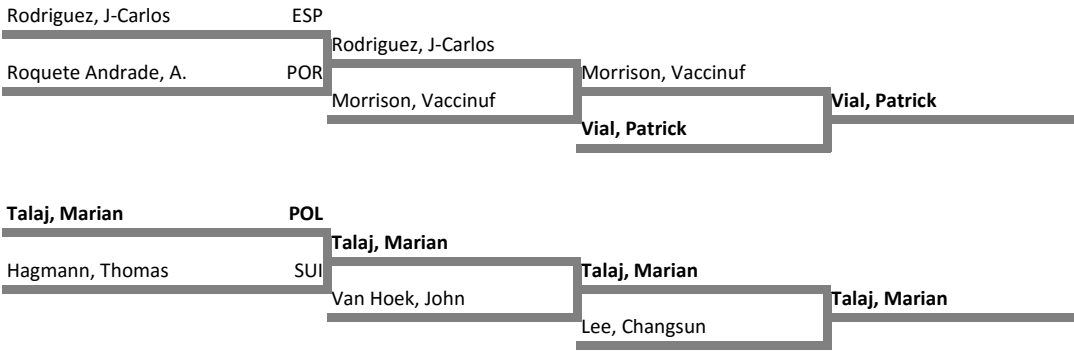 Rodriguez, J-Carlos ESP
Rodriguez, J-Carlos
Roquete Andrade, A. POR
Morrison, Vaccinuf
Morrison, Vaccinuf
Vial, Patrick
Vial, Patrick
Talaj, Marian POL
Talaj, Marian
Hagmann, Thomas SUI
Talaj, Marian
Van Hoek, John
Talaj, Marian
Lee, Changsun